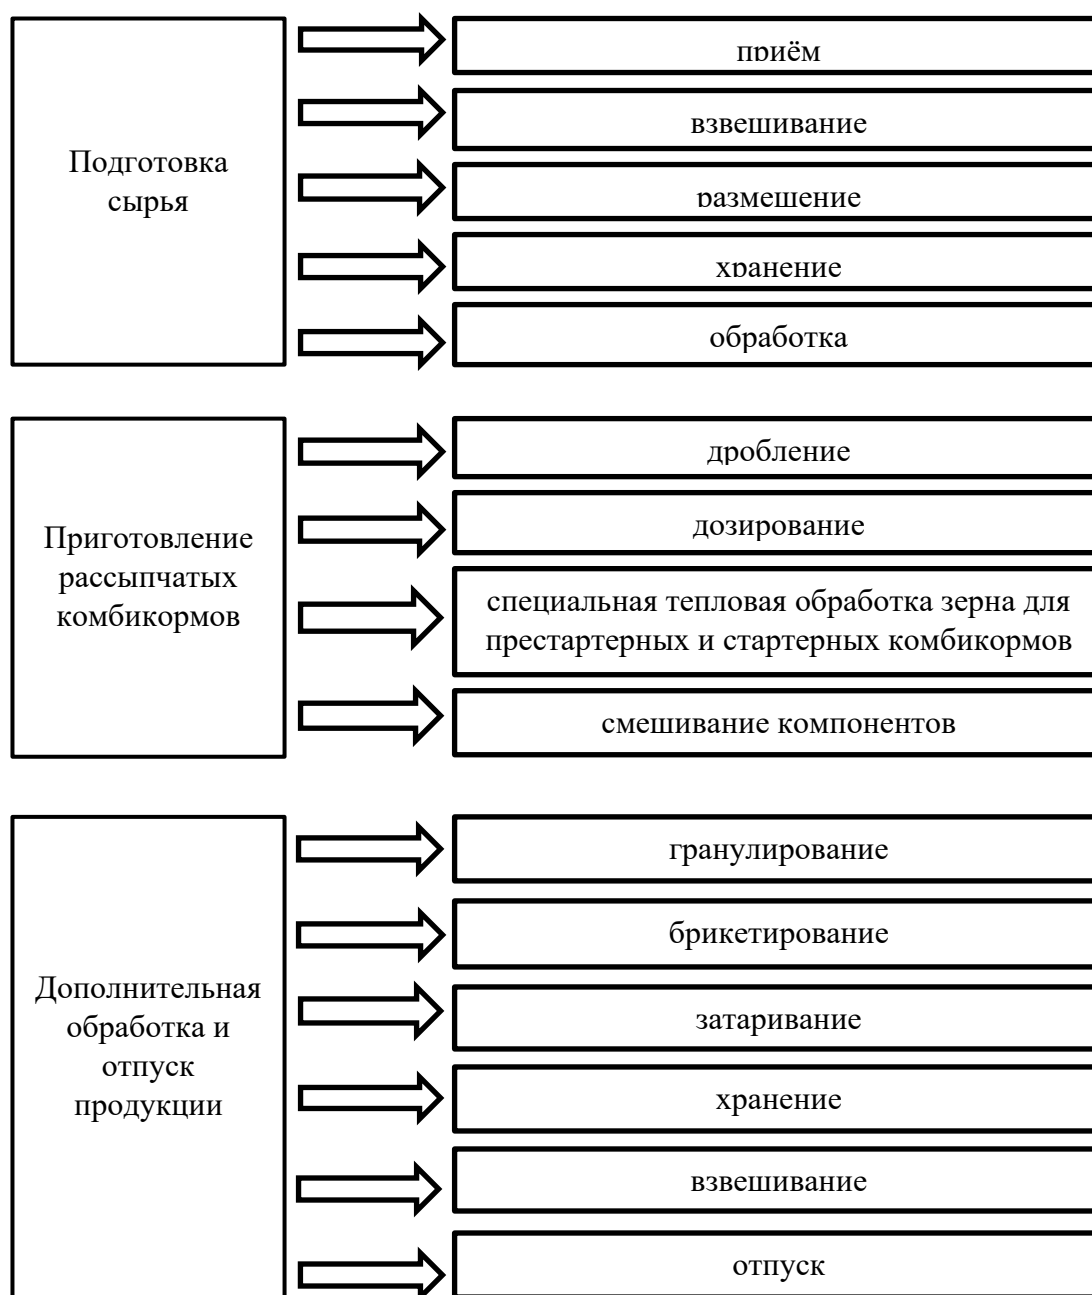 Подготовка
сырья
приём
взвешивание
размещение
хранение
обработка
Приготовление
рассыпчатых
комбикормов
дробление
дозирование
специальная тепловая обработка зерна для
престартерных и стартерных комбикормов
смешивание компонентов
Дополнительная
обработка и
отпуск
продукции
гранулирование
брикетирование
затаривание
хранение
взвешивание
отпуск